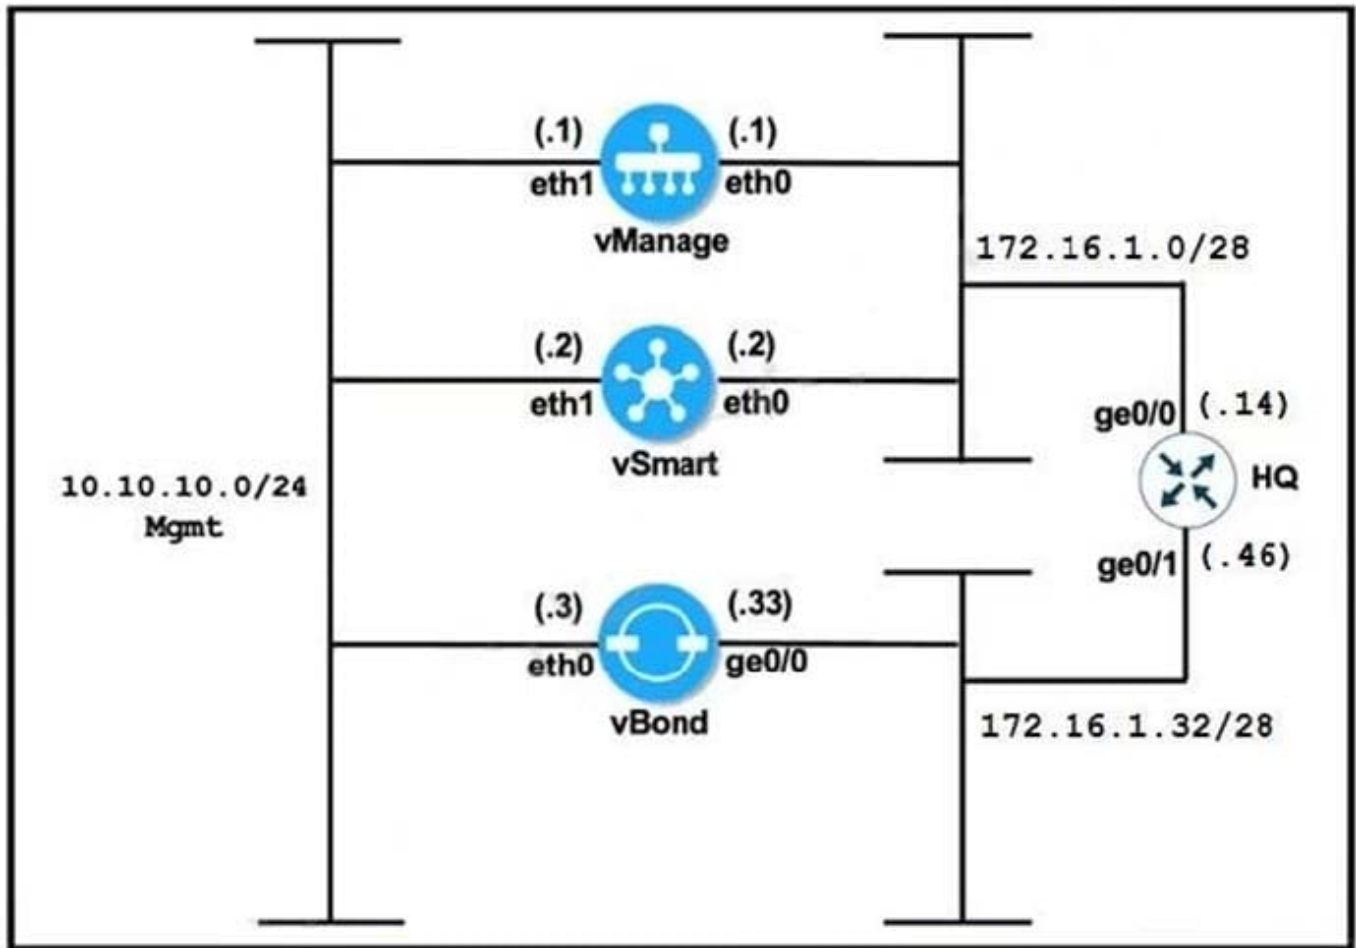 (.1) (.1)
eth1 eth0
vManage
172.16.1.0/28
(.2) (.2)
eth1 eth0
vSmart
ge0/0 (.14)
HQ
10.10.10.0/24
Mgmt
ge0/1 (.46)
(.3) (.33)
eth0 ge0/0
vBond
172.16.1.32/28